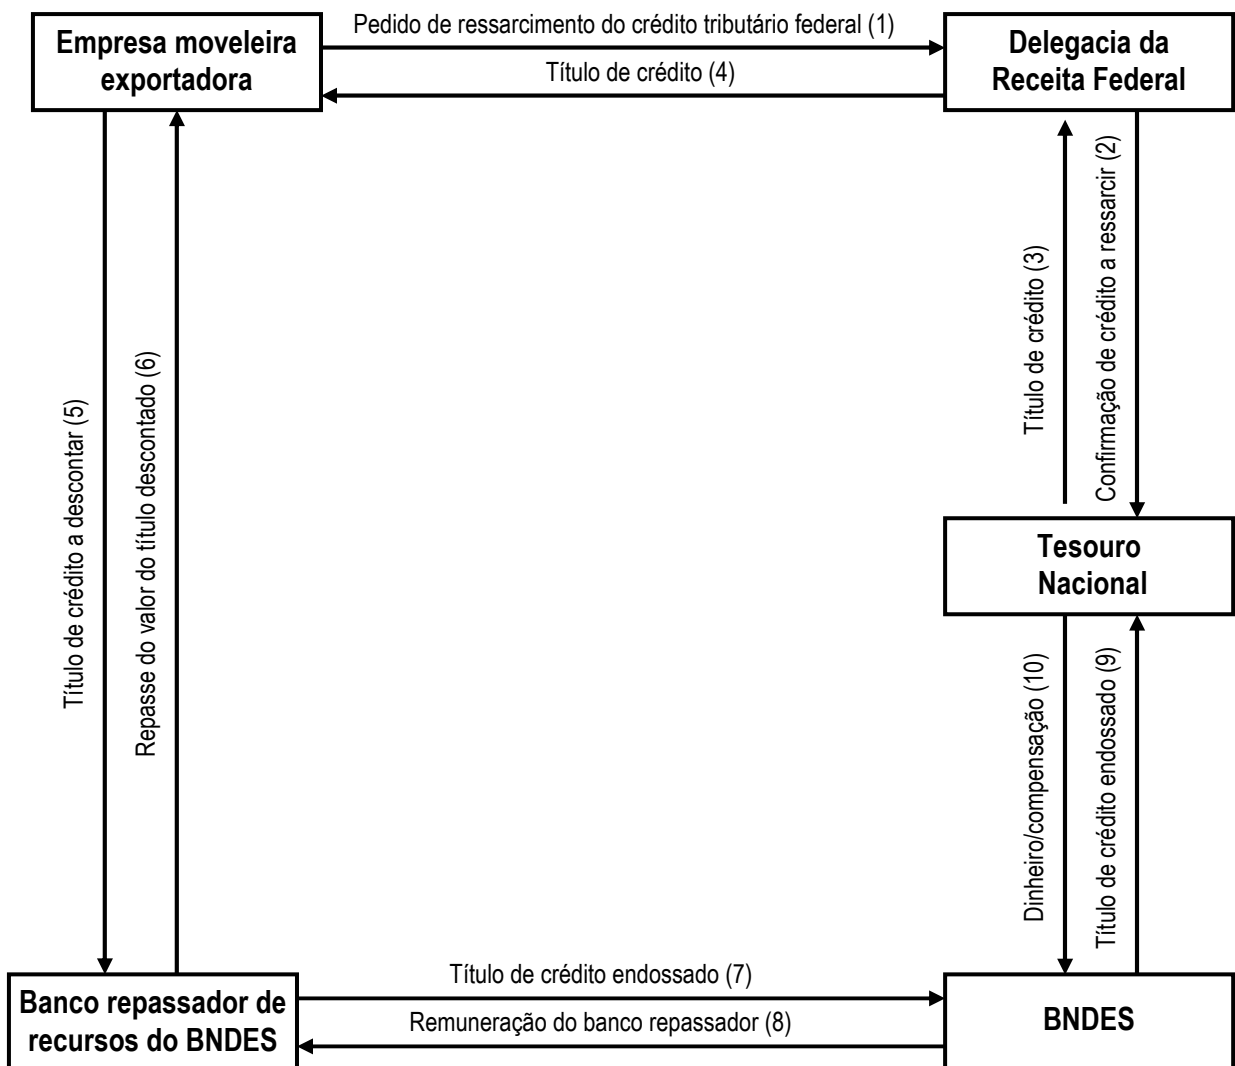 Pedido de ressarcimento do crédito tributário federal (1)
Empresa moveleira
exportadora
Delegacia da
Receita Federal
Título de crédito (4)
Título de crédito a descontar (5)
Repasse do valor do título descontado (6)
Título de crédito (3)
Confirmação de crédito a ressarcir (2)
Tesouro
Nacional
Dinheiro/compensação (10)
Título de crédito endossado (9)
Banco repassador de
recursos do BNDES
Título de crédito endossado (7)
Remuneração do banco repassador (8)
BNDES